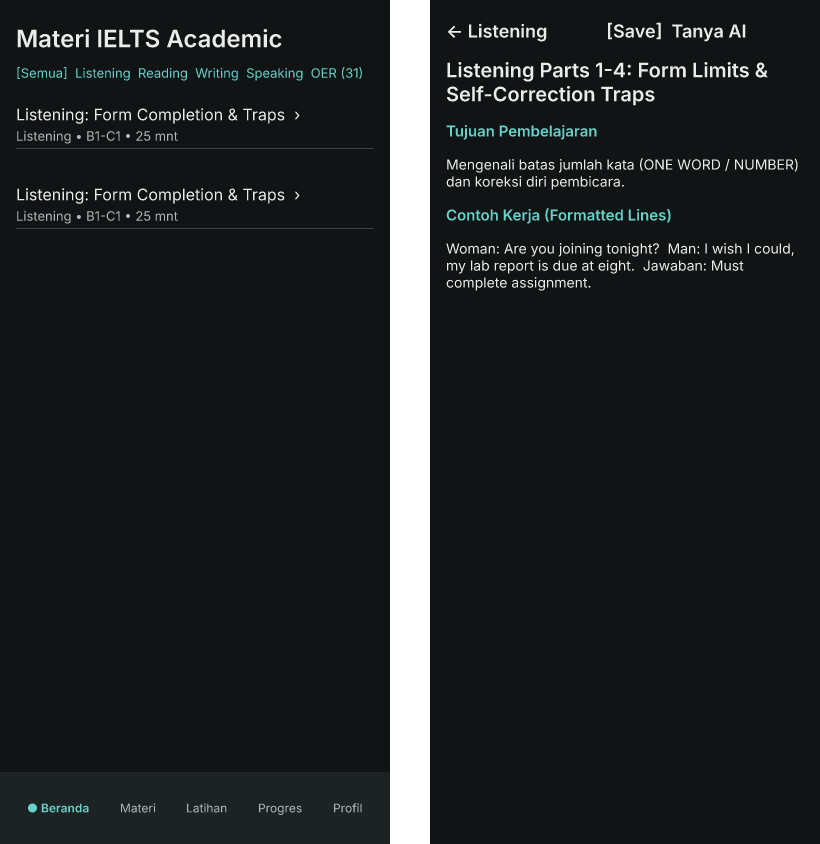 Materi IELTS Academic
[Semua] Listening Reading Writing Speaking OER (31)
Listening: Form Completion & Traps ›
Listening • B1-C1 • 25 mnt
Listening: Form Completion & Traps ›
Listening • B1-C1 • 25 mnt
Beranda Materi Latihan Progres Profil
← Listening [Save] Tanya AI
Listening Parts 1-4: Form Limits &
Self-Correction Traps
Tujuan Pembelajaran
Mengenali batas jumlah kata (ONE WORD / NUMBER)
dan koreksi diri pembicara.
Contoh Kerja (Formatted Lines)
Woman: Are you joining tonight? Man: I wish I could,
my lab report is due at eight. Jawaban: Must
complete assignment.